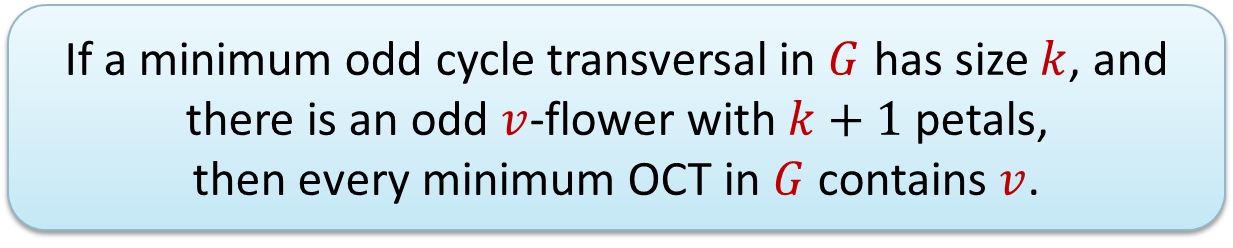 If a minimum odd cycle transversal in G has size k, and
there is an odd v-flower with k + 1 petals,
then every minimum OCT in G contains v.